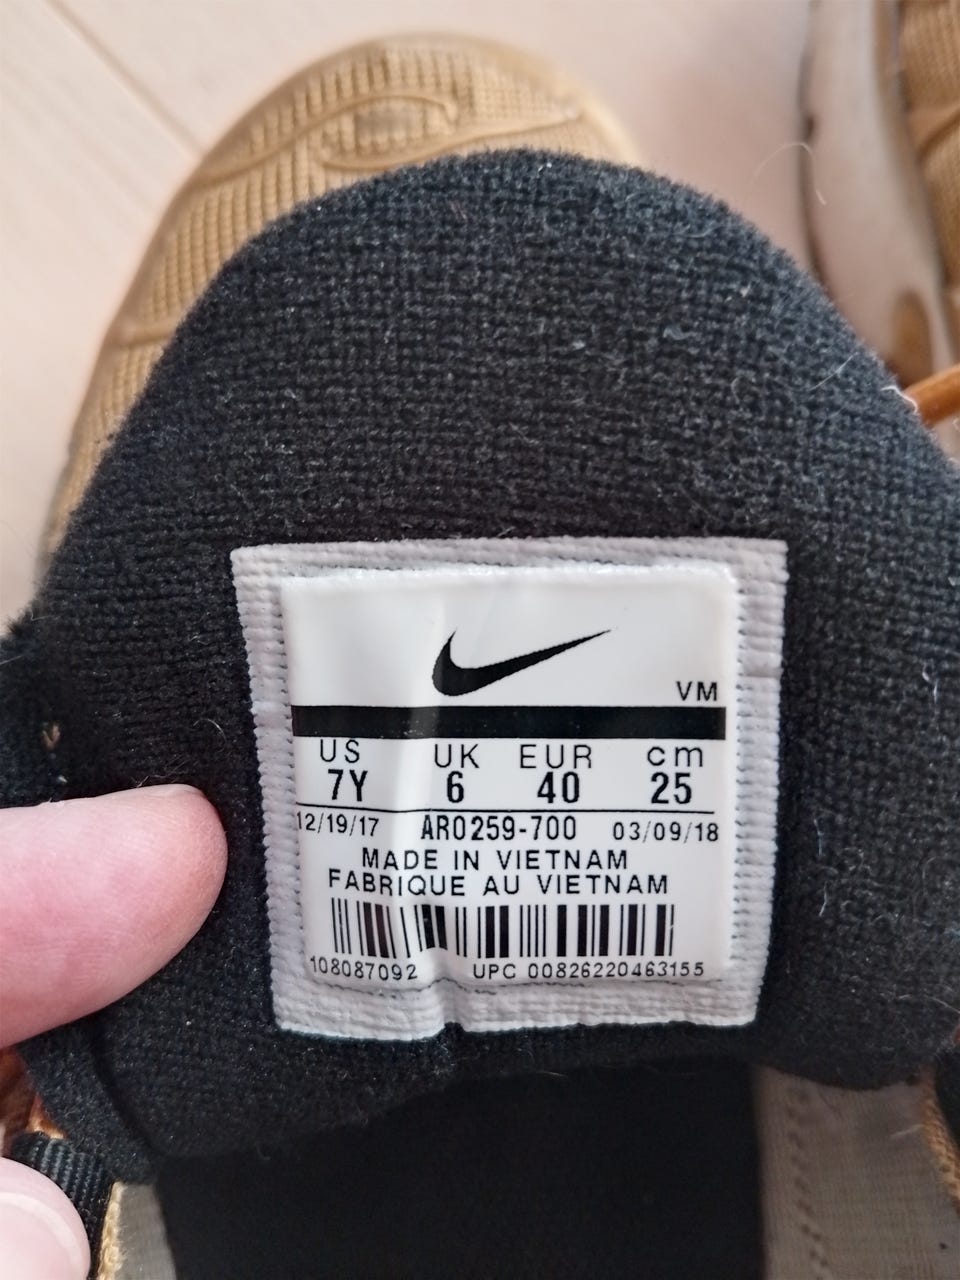 VM
US UK EUR cm
7Y 6 40 25
12/19/17 AR0259-700 03/09/18
MADE IN VIETNAM
FABRIQUE AU VIETNAM
108087092 UPC 00826220463155